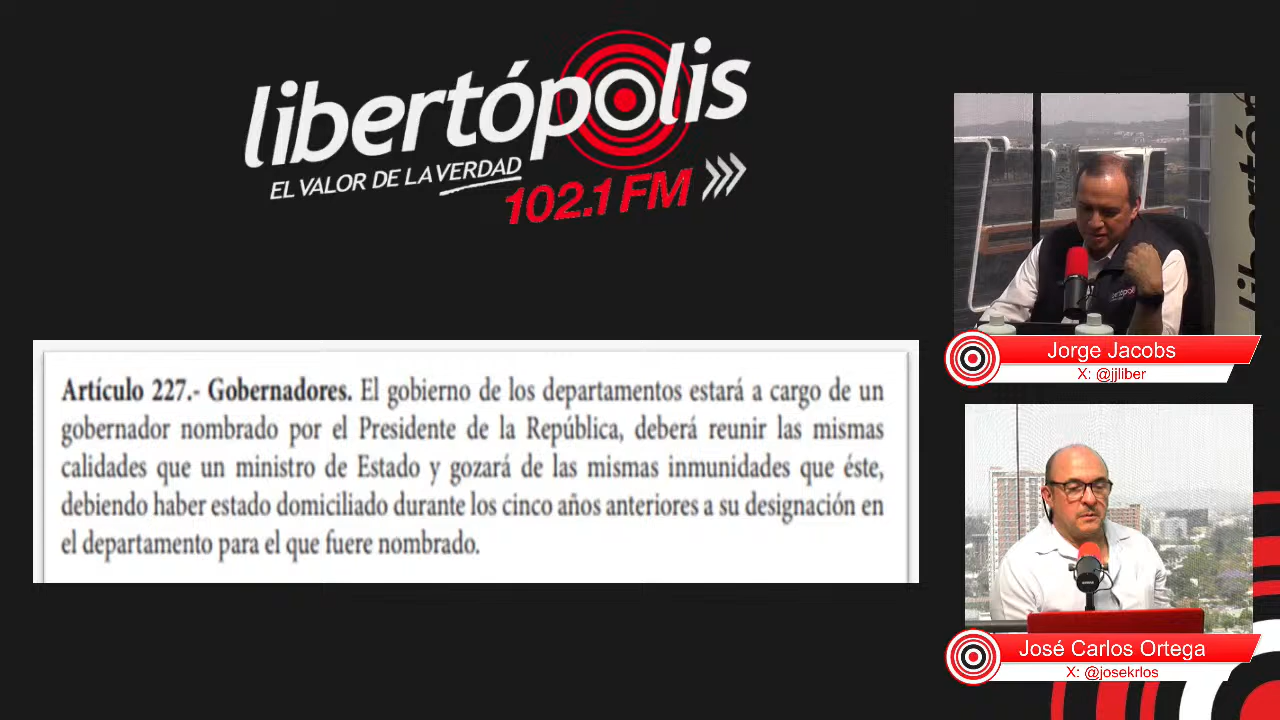 libertópolis
EL VALOR DE LA VERDAD
102.1 FM
Artículo 227.- Gobernadores. El gobierno de los departamentos estará a cargo de un
gobernador nombrado por el Presidente de la República, deberá reunir las mismas
calidades que un ministro de Estado y gozará de las mismas inmunidades que éste,
debiendo haber estado domiciliado durante los cinco años anteriores a su designación en
el departamento para el que fuere nombrado.
Jorge Jacobs
X: @jjliber
José Carlos Ortega
X: @josekrlos